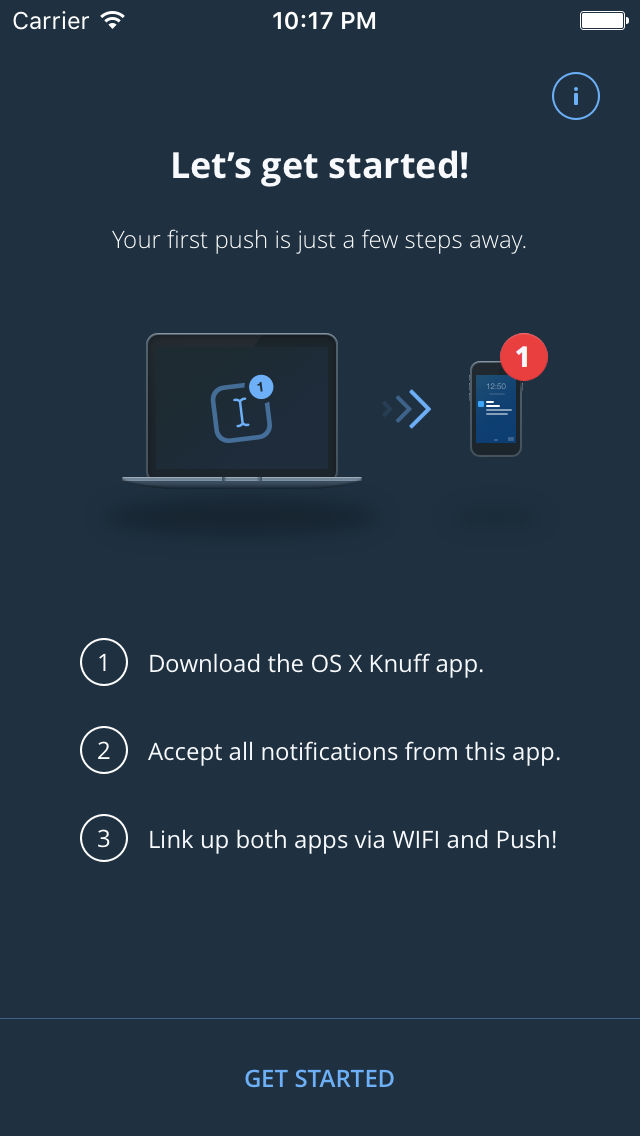 Carrier 10:17 PM
i
Let’s get started!
Your first push is just a few steps away.
1
1
12:50
1 Download the OS X Knuff app.
2 Accept all notifications from this app.
3 Link up both apps via WIFI and Push!
GET STARTED